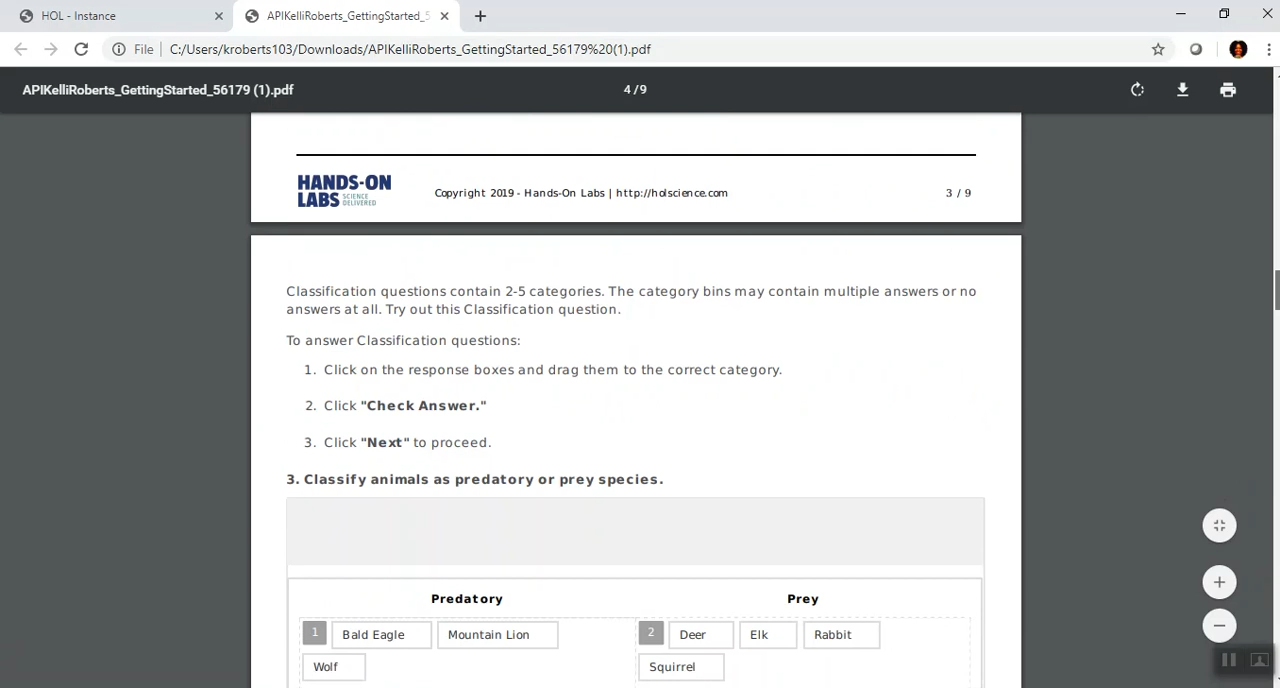 HOL - Instance
APIKelliRoberts_GettingStarted_5
File
C:/Users/kroberts103/Downloads/APIKelliRoberts_GettingStarted_56179%20(1).pdf
APIKelliRoberts_GettingStarted_56179 (1).pdf
4 / 9
HANDS-ON
LABS SCIENCE DELIVERED
Copyright 2019 - Hands-On Labs | http://holscience.com
3 / 9
Classification questions contain 2-5 categories. The category bins may contain multiple answers or no
answers at all. Try out this Classification question.
To answer Classification questions:
1. Click on the response boxes and drag them to the correct category.
2. Click "Check Answer."
3. Click "Next" to proceed.
3. Classify animals as predatory or prey species.
Predatory
Prey
1 Bald Eagle Mountain Lion
Wolf
2 Deer Elk Rabbit
Squirrel